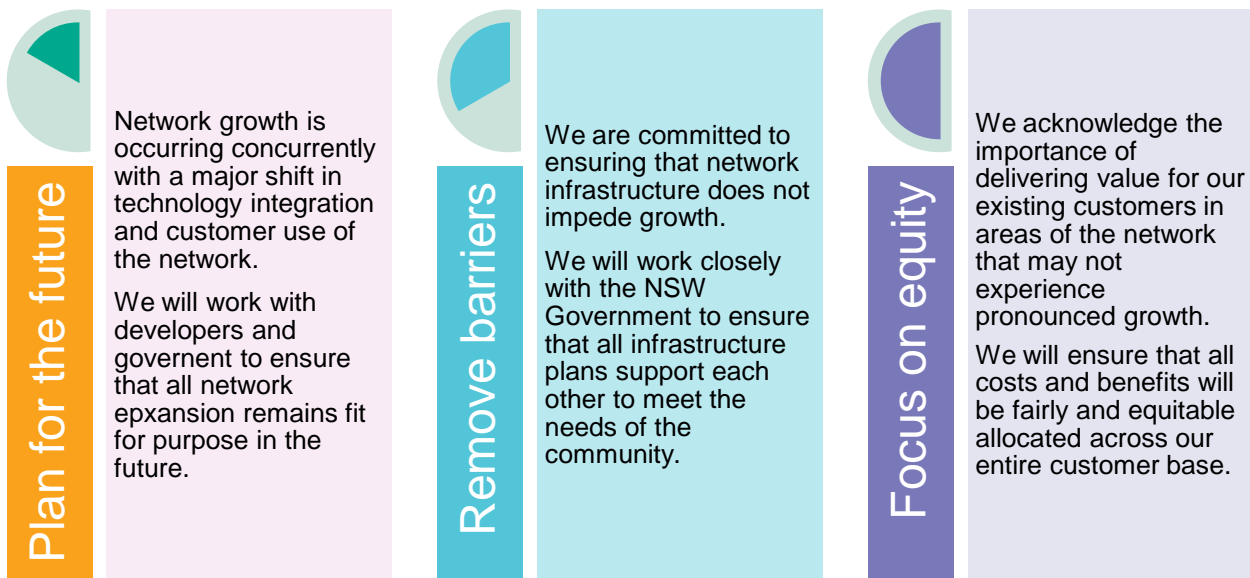 Plan for the future
Network growth is
occurring concurrently
with a major shift in
technology integration
and customer use of
the network.
We will work with
developers and
governent to ensure
that all network
epxansion remains fit
for purpose in the
future.
Remove barriers
We are committed to
ensuring that network
infrastructure does not
impede growth.
We will work closely
with the NSW
Government to ensure
that all infrastructure
plans support each
other to meet the
needs of the
community.
Focus on equity
We acknowledge the
importance of
delivering value for our
existing customers in
areas of the network
that may not
experience
pronounced growth.
We will ensure that all
costs and benefits will
be fairly and equitable
allocated across our
entire customer base.